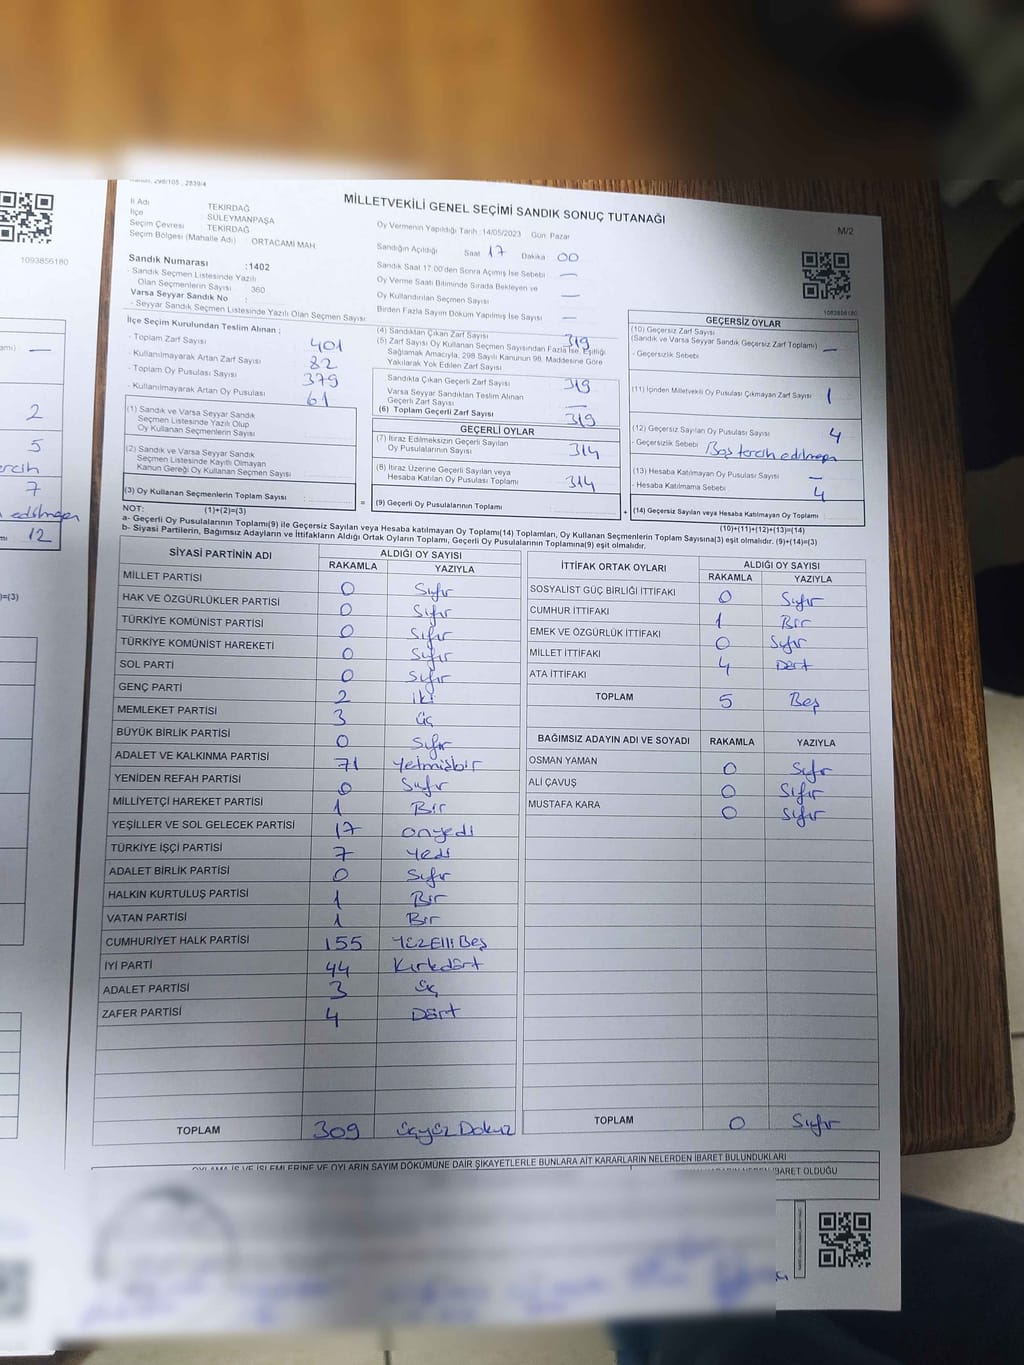 MİLLETVEKİLİ GENEL SEÇİMİ SANDIK SONUÇ TUTANAĞI
M/2
İl Adı TEKİRDAĞ
İlçe : SÜLEYMANPAŞA
Seçim Çevresi TEKİRDAĞ
Seçim Bölgesi (Mahalle Adı) : ORTACAMİ MAH.
Oy Vermenin Yapıldığı Tarih :14/05/2023 Gün: Pazar
Sandığın Açıldığı Saat 17 Dakika 00
Sandık Numarası :1402
- Sandık Seçmen Listesinde Yazılı
Olan Seçmenlerin Sayısı 360
Varsa Seyyar Sandık No :
- Seyyar Sandık Seçmen Listesinde Yazılı Olan Seçmen Sayısı:
Sandık Saat 17.00'den Sonra Açılmış İse Sebebi —
Oy Verme Saati Bitiminde Sırada Bekleyen ve
Oy Kullandırılan Seçmen Sayısı —
Birden Fazla Sayım Döküm Yapılmış İse Sayısı —
1093856180
İlçe Seçim Kurulundan Teslim Alınan :
- Toplam Zarf Sayısı 401
- Kullanılmayarak Artan Zarf Sayısı 82
- Toplam Oy Pusulası Sayısı 379
- Kullanılmayarak Artan Oy Pusulası 61
(1) Sandık ve Varsa Seyyar Sandık
Seçmen Listesinde Yazılı Olup
Oy Kullanan Seçmenlerin Sayısı
(2) Sandık ve Varsa Seyyar Sandık
Seçmen Listesinde Kayıtlı Olmayan
Kanun Gereği Oy Kullanan Seçmen Sayısı
(3) Oy Kullanan Seçmenlerin Toplam Sayısı :
(4) Sandıktan Çıkan Zarf Sayısı 319
(5) Zarf Sayısı Oy Kullanan Seçmen Sayısından Fazla İse, Eşitliği
Sağlamak Amacıyla, 298 Sayılı Kanunun 98. Maddesine Göre
Yakılarak Yok Edilen Zarf Sayısı
Sandıkta Çıkan Geçerli Zarf Sayısı 319
Varsa Seyyar Sandıktan Teslim Alınan
Geçerli Zarf Sayısı —
(6) Toplam Geçerli Zarf Sayısı 319
GEÇERLİ OYLAR
(7) İtiraz Edilmeksizin Geçerli Sayılan
Oy Pusulalarının Sayısı 314
(8) İtiraz Üzerine Geçerli Sayılan veya
Hesaba Katılan Oy Pusulası Toplamı 314
= (9) Geçerli Oy Pusulalarının Toplamı
GEÇERSİZ OYLAR
(10) Geçersiz Zarf Sayısı
(Sandık ve Varsa Seyyar Sandık Geçersiz Zarf Toplamı) —
- Geçersizlik Sebebi
(11) İçinden Milletvekili Oy Pusulası Çıkmayan Zarf Sayısı 1
(12) Geçersiz Sayılan Oy Pusulası Sayısı 4
- Geçersizlik Sebebi Boş tercih edilmeyen
(13) Hesaba Katılmayan Oy Pusulası Sayısı —
- Hesaba Katılmama Sebebi 4
+ (14) Geçersiz Sayılan veya Hesaba Katılmayan Oy Toplamı
NOT: (1)+(2)=(3) (10)+(11)+(12)+(13)=(14)
a- Geçerli Oy Pusulalarının Toplamı(9) ile Geçersiz Sayılan veya Hesaba katılmayan Oy Toplamı(14) Toplamları, Oy Kullanan Seçmenlerin Toplam Sayısına(3) eşit olmalıdır. (9)+(14)=(3)
b- Siyasi Partilerin, Bağımsız Adayların ve İttifakların Aldığı Ortak Oyların Toplamı, Geçerli Oy Pusulalarının Toplamına(9) eşit olmalıdır.
SİYASİ PARTİNİN ADI ALDIĞI OY SAYISI
RAKAMLA YAZIYLA
MİLLET PARTİSİ 0 Sıfır
HAK VE ÖZGÜRLÜKLER PARTİSİ 0 Sıfır
TÜRKİYE KOMÜNİST PARTİSİ 0 Sıfır
TÜRKİYE KOMÜNİST HAREKETİ 0 Sıfır
SOL PARTİ 0 Sıfır
GENÇ PARTİ 2 iki
MEMLEKET PARTİSİ 3 üç
BÜYÜK BİRLİK PARTİSİ 0 Sıfır
ADALET VE KALKINMA PARTİSİ 71 Yetmişbir
YENİDEN REFAH PARTİSİ 0 Sıfır
MİLLİYETÇİ HAREKET PARTİSİ 1 Bir
YEŞİLLER VE SOL GELECEK PARTİSİ 17 onyedi
TÜRKİYE İŞÇİ PARTİSİ 7 yedi
ADALET BİRLİK PARTİSİ 0 Sıfır
HALKIN KURTULUŞ PARTİSİ 1 Bir
VATAN PARTİSİ 1 Bir
CUMHURİYET HALK PARTİSİ 155 YüzElliBeş
İYİ PARTİ 44 Kırkdört
ADALET PARTİSİ 3 üç
ZAFER PARTİSİ 4 Dört
TOPLAM 309 üçyüzDokuz
İTTİFAK ORTAK OYLARI ALDIĞI OY SAYISI
RAKAMLA YAZIYLA
SOSYALİST GÜÇ BİRLİĞİ İTTİFAKI 0 Sıfır
CUMHUR İTTİFAKI 1 Bir
EMEK VE ÖZGÜRLÜK İTTİFAKI 0 Sıfır
MİLLET İTTİFAKI 4 Dört
ATA İTTİFAKI
TOPLAM 5 Beş
BAĞIMSIZ ADAYIN ADI VE SOYADI RAKAMLA YAZIYLA
OSMAN YAMAN 0 Sıfır
ALİ ÇAVUŞ 0 Sıfır
MUSTAFA KARA 0 Sıfır
TOPLAM 0 Sıfır
OYLAMA İŞ VE İŞLEMLERİNE VE OYLARIN SAYIM DÖKÜMÜNE DAİR ŞİKAYETLERLE BUNLARA AİT KARARLARIN NELERDEN İBARET BULUNDUKLARI
İBARET OLDUĞU
1093856180
2
5
7
12